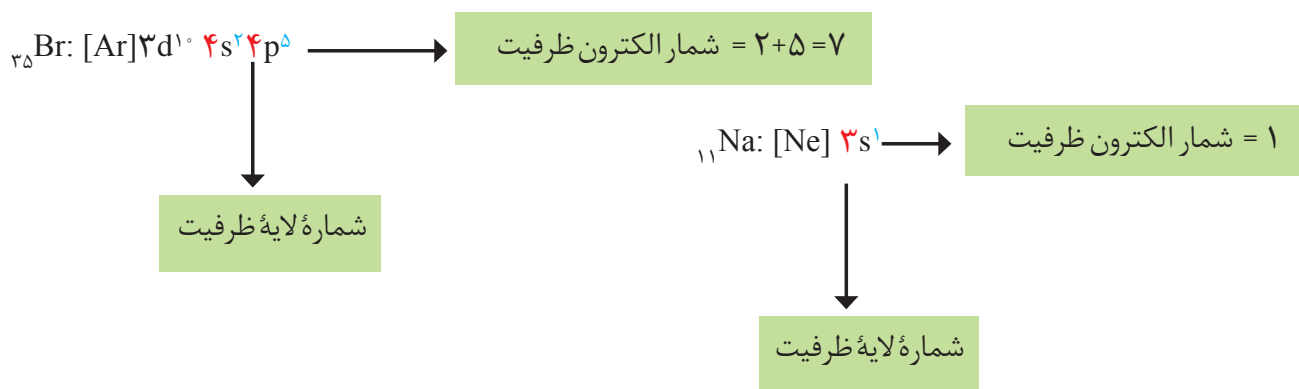 ₃₅Br: [Ar]۳d¹⁰ ۴s²۴p⁵
شمار الکترون ظرفیت = ۲+۵=۷
₁₁Na: [Ne] ۳s¹
شمار الکترون ظرفیت = ۱
شمارهٔ لایهٔ ظرفیت
شمارهٔ لایهٔ ظرفیت